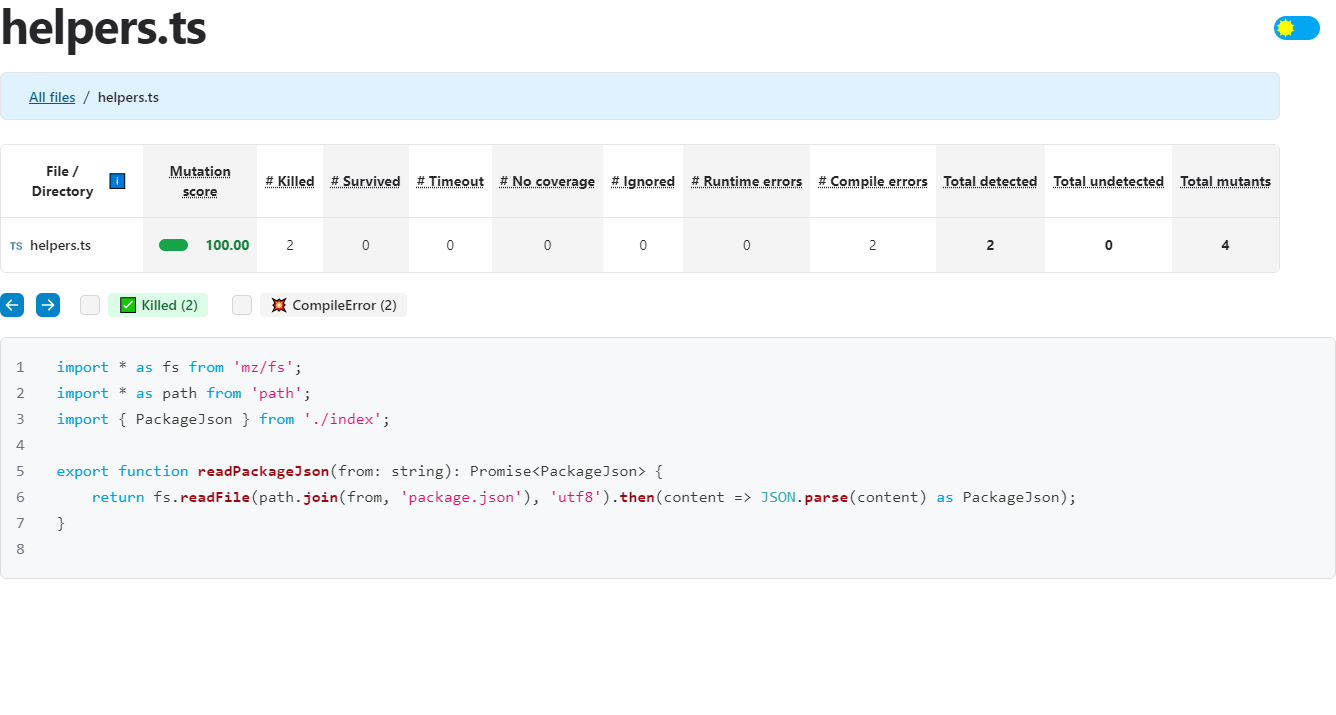 helpers.ts
All files / helpers.ts
File / Directory ℹ Mutation score # Killed # Survived # Timeout # No coverage # Ignored # Runtime errors # Compile errors Total detected Total undetected Total mutants
TS helpers.ts 100.00 2 0 0 0 0 0 2 2 0 4
← → ✅ Killed (2) 💥 CompileError (2)
1 import * as fs from 'mz/fs';
2 import * as path from 'path';
3 import { PackageJson } from './index';
4
5 export function readPackageJson(from: string): Promise<PackageJson> {
6     return fs.readFile(path.join(from, 'package.json'), 'utf8').then(content => JSON.parse(content) as PackageJson);
7 }
8